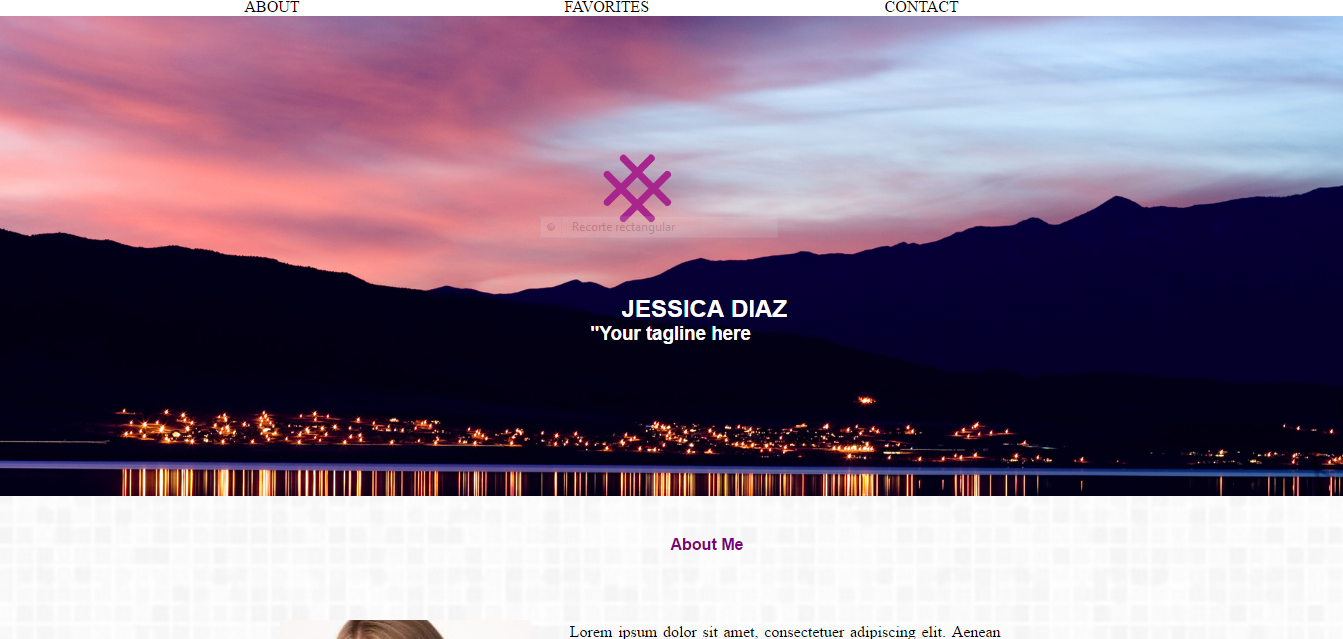 ABOUT FAVORITES CONTACT
Recorte rectangular
JESSICA DIAZ
"Your tagline here
About Me
Lorem ipsum dolor sit amet, consectetuer adipiscing elit. Aenean